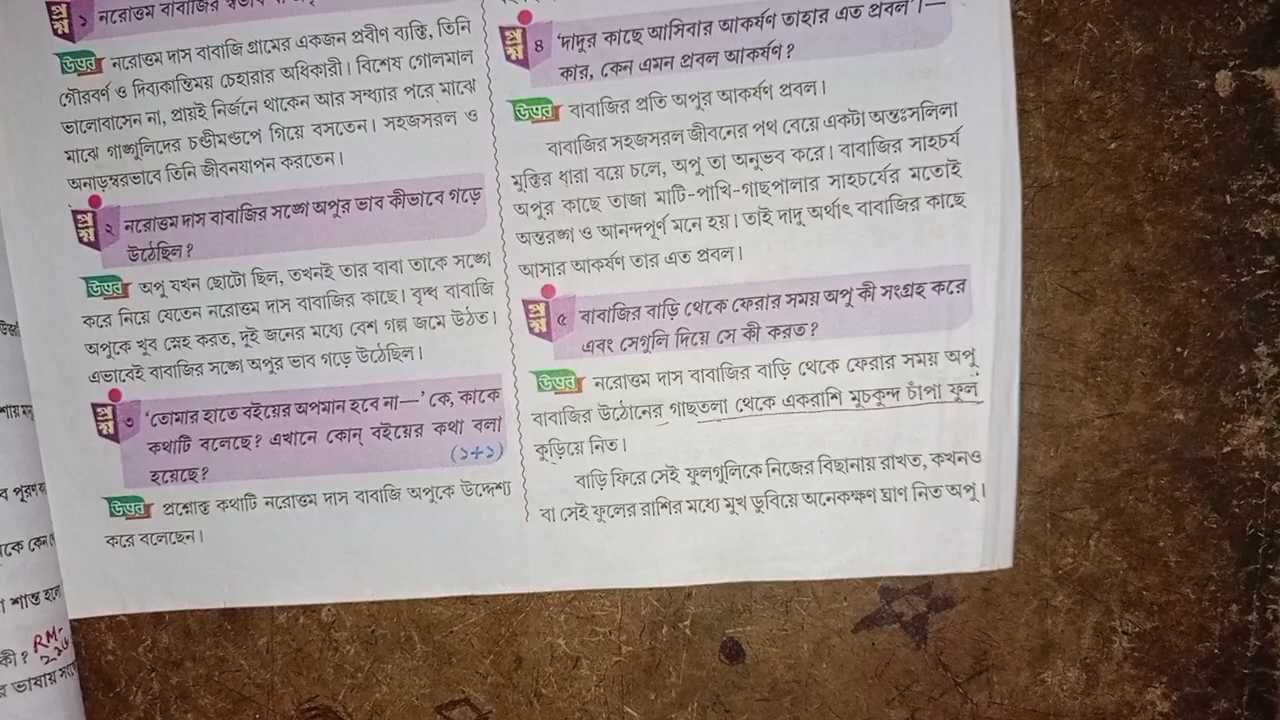 প্রশ্ন ১ নরোত্তম বাবাজির
উত্তর নরোত্তম দাস বাবাজি গ্রামের একজন প্রবীণ ব্যক্তি, তিনি
গৌরবর্ণ ও দিব্যকান্তিময় চেহারার অধিকারী। বিশেষ গোলমাল
ভালোবাসেন না, প্রায়ই নির্জনে থাকেন আর সন্ধ্যার পরে মাঝে
মাঝে গাঙ্গুলিদের চণ্ডীমণ্ডপে গিয়ে বসতেন। সহজসরল ও
অনাড়ম্বরভাবে তিনি জীবনযাপন করতেন।
প্রশ্ন ২ নরোত্তম দাস বাবাজির সঙ্গে অপুর ভাব কীভাবে গড়ে
উঠেছিল?
উত্তর অপু যখন ছোটো ছিল, তখনই তার বাবা তাকে সঙ্গে
করে নিয়ে যেতেন নরোত্তম দাস বাবাজির কাছে। বৃদ্ধ বাবাজি
অপুকে খুব স্নেহ করত, দুই জনের মধ্যে বেশ গল্প জমে উঠত।
এভাবেই বাবাজির সঙ্গে অপুর ভাব গড়ে উঠেছিল।
প্রশ্ন ৩ ‘তোমার হাতে বইয়ের অপমান হবে না—’ কে, কাকে
কথাটি বলেছে? এখানে কোন্ বইয়ের কথা বলা
হয়েছে? (১+১)
উত্তর প্রশ্নোক্ত কথাটি নরোত্তম দাস বাবাজি অপুকে উদ্দেশ্য
করে বলেছেন।
প্রশ্ন ৪ ‘দাদুর কাছে আসিবার আকর্ষণ তাহার এত প্রবল’।—
কার, কেন এমন প্রবল আকর্ষণ?
উত্তর বাবাজির প্রতি অপুর আকর্ষণ প্রবল।
বাবাজির সহজসরল জীবনের পথ বেয়ে একটা অন্তঃসলিলা
মুক্তির ধারা বয়ে চলে, অপু তা অনুভব করে। বাবাজির সাহচর্য
অপুর কাছে তাজা মাটি-পাখি-গাছপালার সাহচর্যের মতোই
অন্তরঙ্গ ও আনন্দপূর্ণ মনে হয়। তাই দাদু অর্থাৎ বাবাজির কাছে
আসার আকর্ষণ তার এত প্রবল।
প্রশ্ন ৫ বাবাজির বাড়ি থেকে ফেরার সময় অপু কী সংগ্রহ করে
এবং সেগুলি দিয়ে সে কী করত?
উত্তর নরোত্তম দাস বাবাজির বাড়ি থেকে ফেরার সময় অপু
বাবাজির উঠোনের গাছতলা থেকে একরাশি মুচকুন্দ চাঁপা ফুল
কুড়িয়ে নিত।
বাড়ি ফিরে সেই ফুলগুলিকে নিজের বিছানায় রাখত, কখনও
বা সেই ফুলের রাশির মধ্যে মুখ ডুবিয়ে অনেকক্ষণ ঘ্রাণ নিত অপু।
কী? RM-